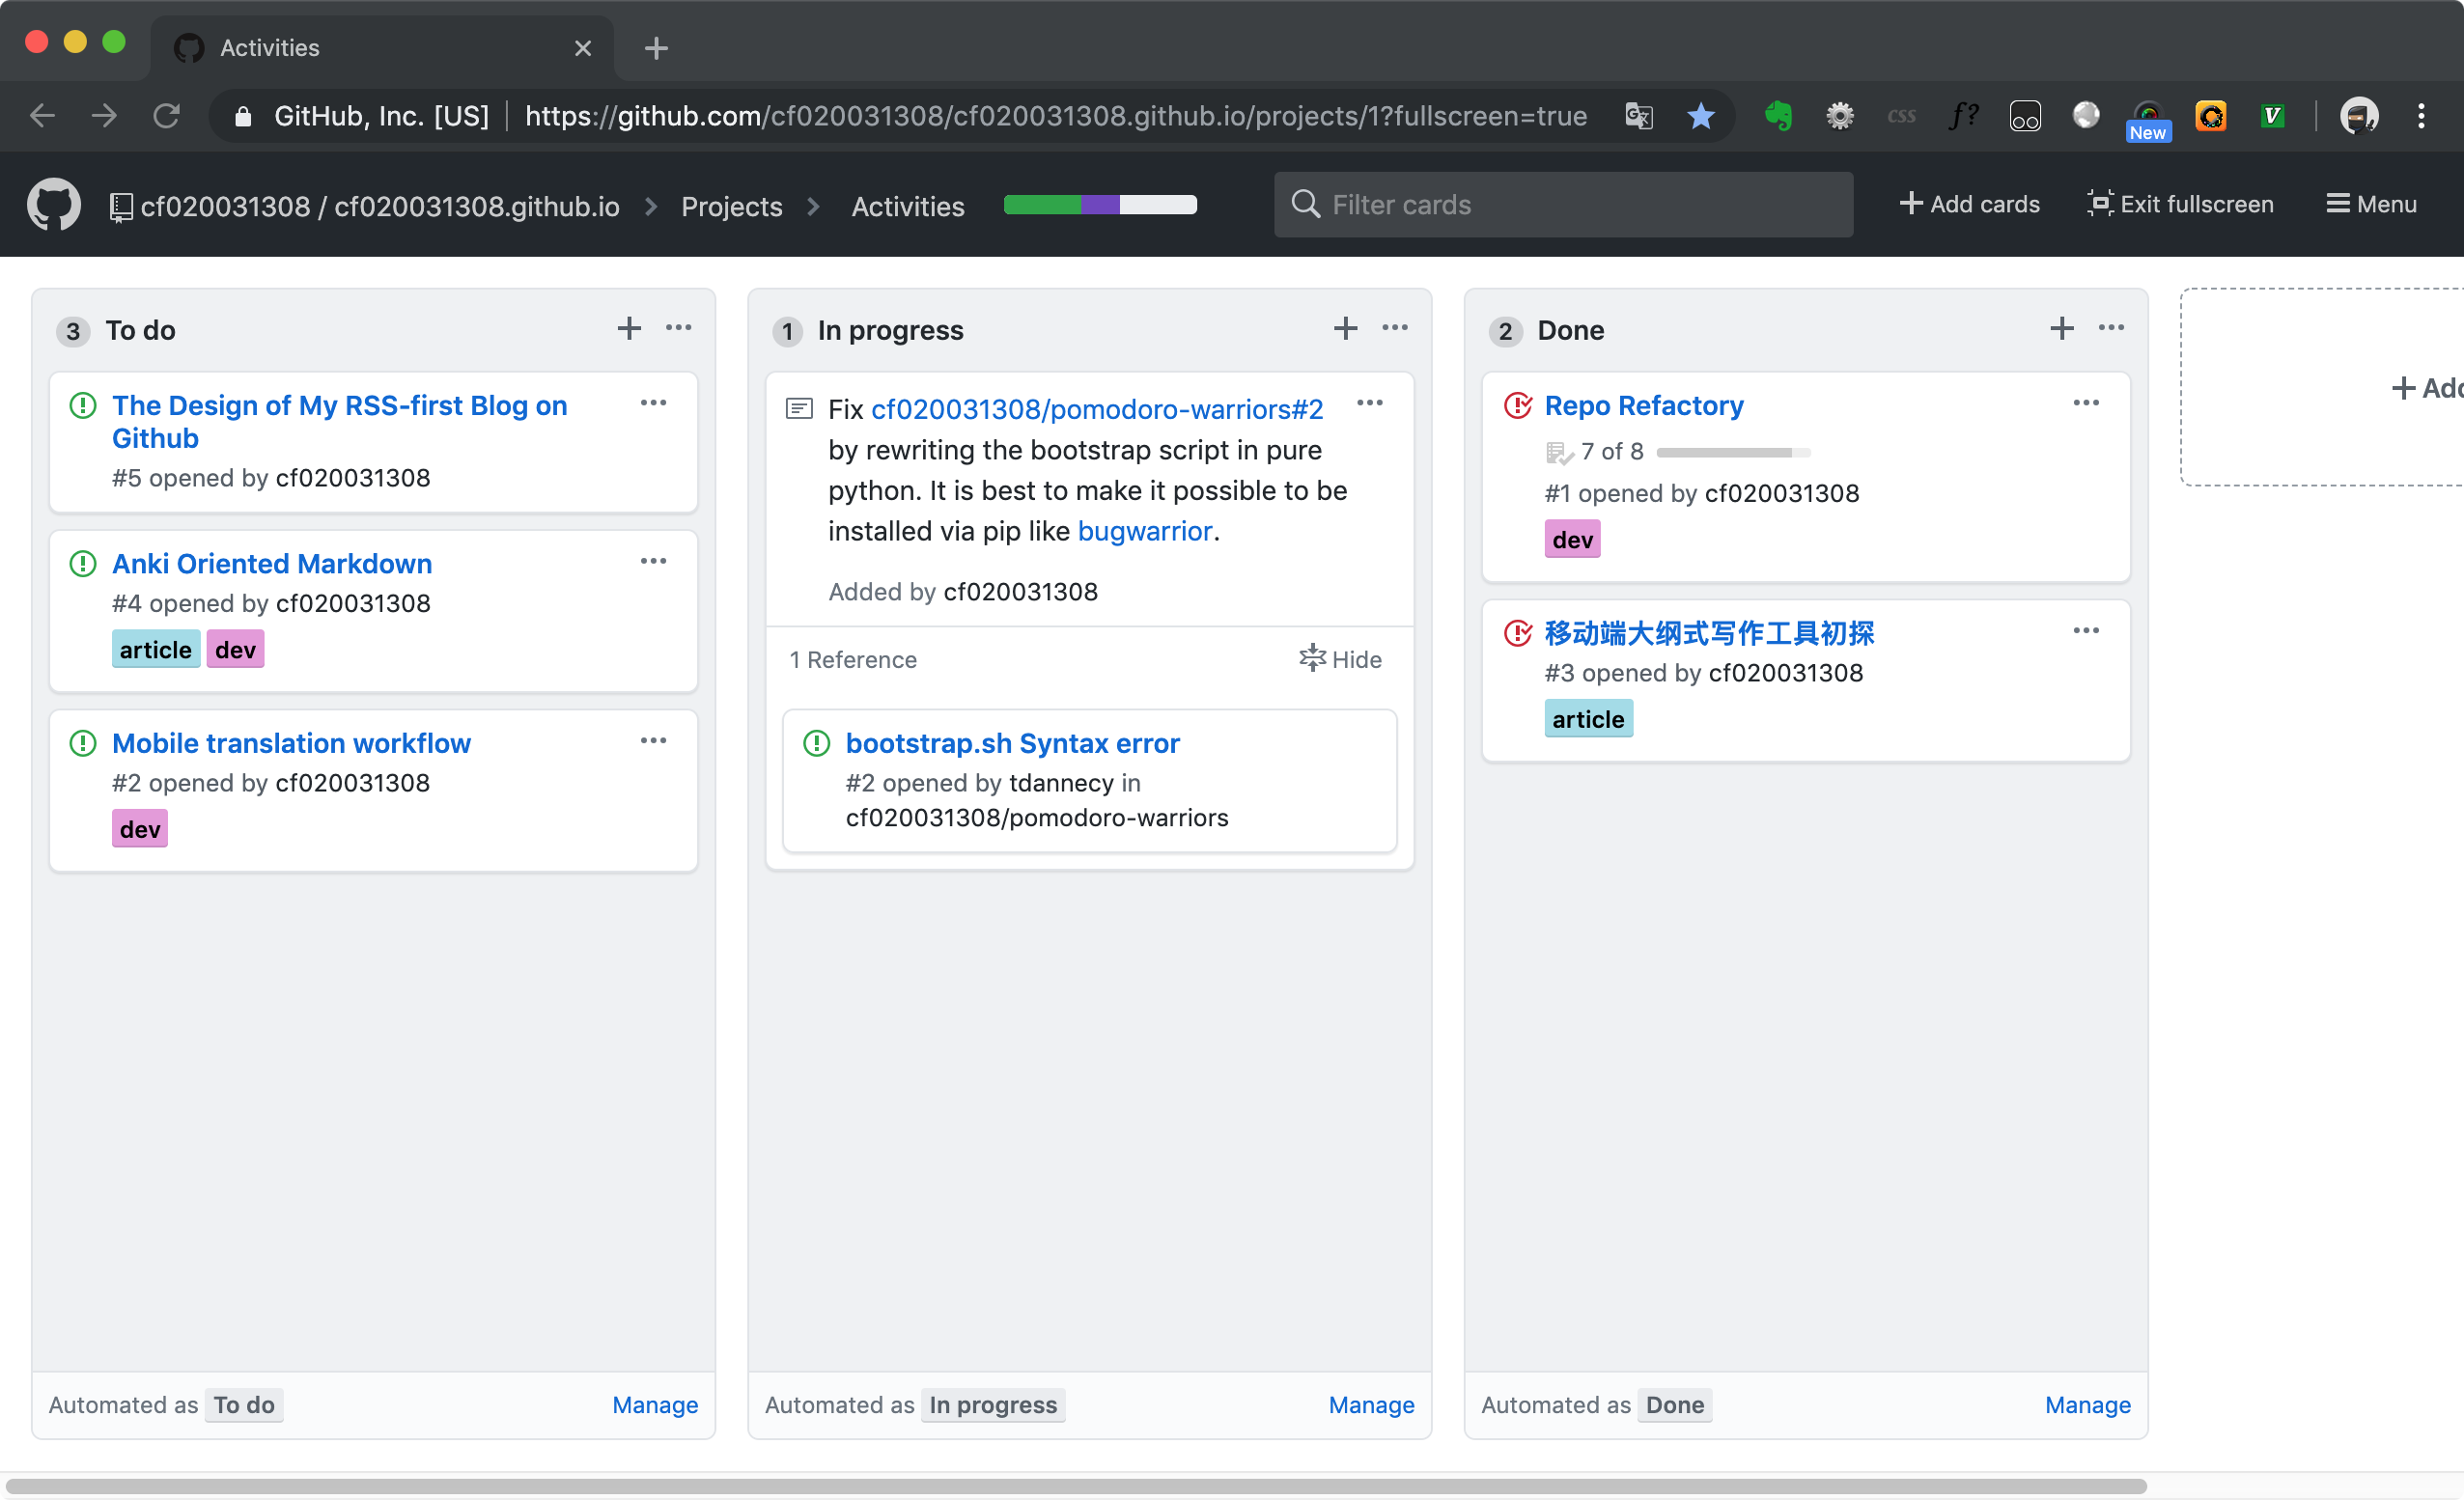 Activities
GitHub, Inc. [US]
https://github.com/cf020031308/cf020031308.github.io/projects/1?fullscreen=true
css
f?
New
V
cf020031308 / cf020031308.github.io
Projects
Activities
Filter cards
Add cards
Exit fullscreen
Menu
3 To do
The Design of My RSS-first Blog on
Github
#5 opened by cf020031308
Anki Oriented Markdown
#4 opened by cf020031308
article dev
Mobile translation workflow
#2 opened by cf020031308
dev
Automated as To do
Manage
1 In progress
Fix cf020031308/pomodoro-warriors#2
by rewriting the bootstrap script in pure
python. It is best to make it possible to be
installed via pip like bugwarrior.
Added by cf020031308
1 Reference
Hide
bootstrap.sh Syntax error
#2 opened by tdannecy in
cf020031308/pomodoro-warriors
Automated as In progress
Manage
2 Done
Repo Refactory
7 of 8
#1 opened by cf020031308
dev
移动端大纲式写作工具初探
#3 opened by cf020031308
article
Automated as Done
Manage